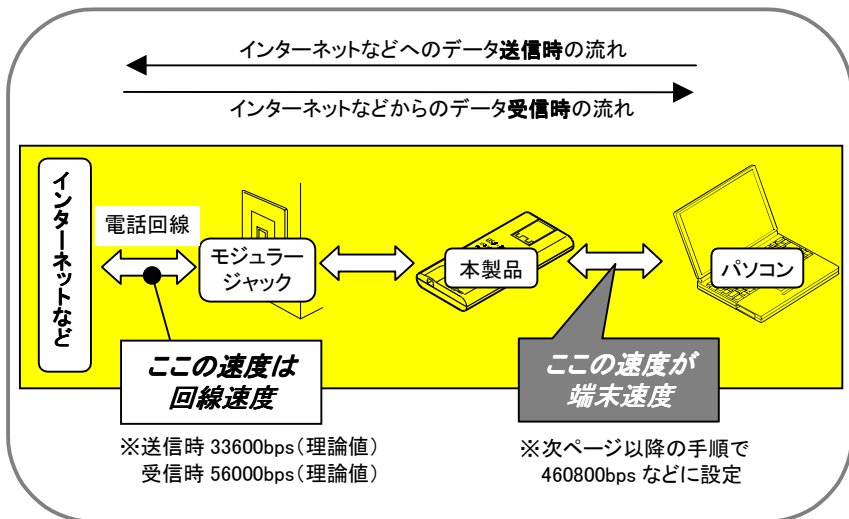 インターネットなどへのデータ送信時の流れ
インターネットなどからのデータ受信時の流れ
インターネットなど
電話回線
モジュラー
ジャック
本製品
パソコン
ここの速度は
回線速度
ここの速度が
端末速度
※送信時 33600bps(理論値)
受信時 56000bps(理論値)
※次ページ以降の手順で
460800bps などに設定